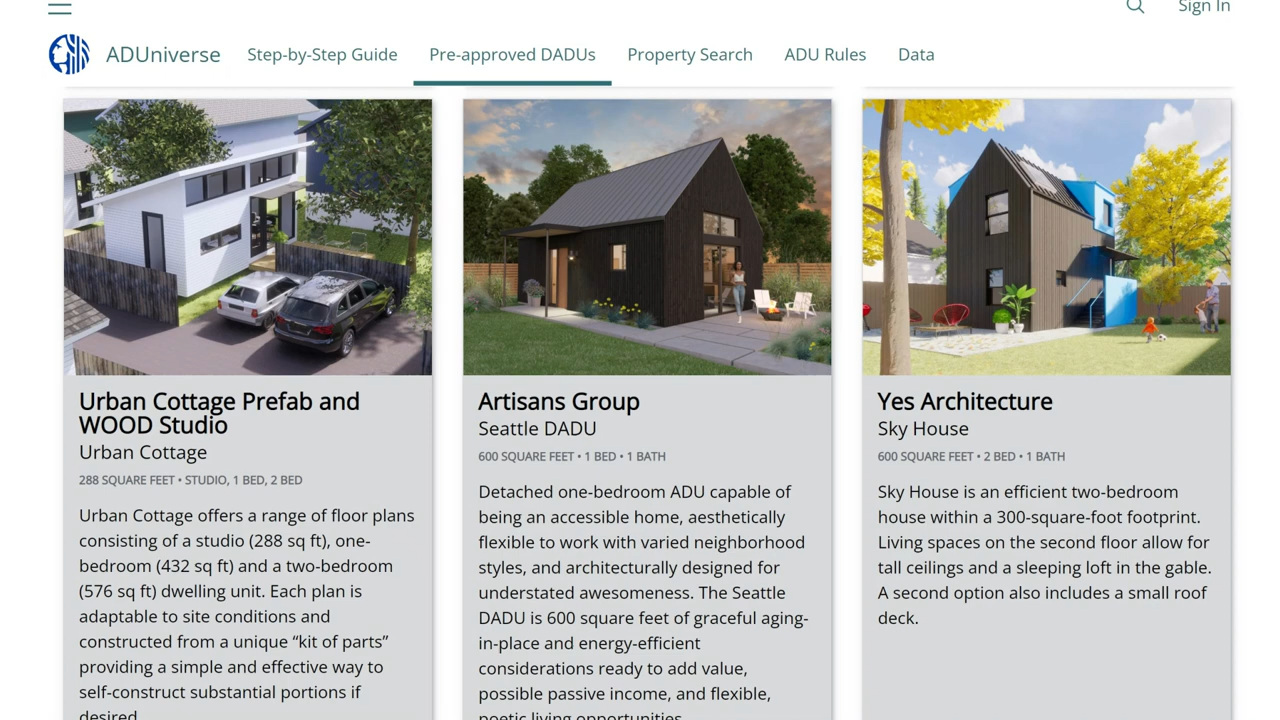 Sign In
ADUniverse
Step-by-Step Guide
Pre-approved DADUs
Property Search
ADU Rules
Data
Urban Cottage Prefab and
WOOD Studio
Urban Cottage
288 SQUARE FEET • STUDIO, 1 BED, 2 BED
Urban Cottage offers a range of floor plans
consisting of a studio (288 sq ft), one-
bedroom (432 sq ft) and a two-bedroom
(576 sq ft) dwelling unit. Each plan is
adaptable to site conditions and
constructed from a unique “kit of parts”
providing a simple and effective way to
self-construct substantial portions if
desired
Artisans Group
Seattle DADU
600 SQUARE FEET • 1 BED • 1 BATH
Detached one-bedroom ADU capable of
being an accessible home, aesthetically
flexible to work with varied neighborhood
styles, and architecturally designed for
understated awesomeness. The Seattle
DADU is 600 square feet of graceful aging-
in-place and energy-efficient
considerations ready to add value,
possible passive income, and flexible,
poetic living opportunities
Yes Architecture
Sky House
600 SQUARE FEET • 2 BED • 1 BATH
Sky House is an efficient two-bedroom
house within a 300-square-foot footprint.
Living spaces on the second floor allow for
tall ceilings and a sleeping loft in the gable.
A second option also includes a small roof
deck.